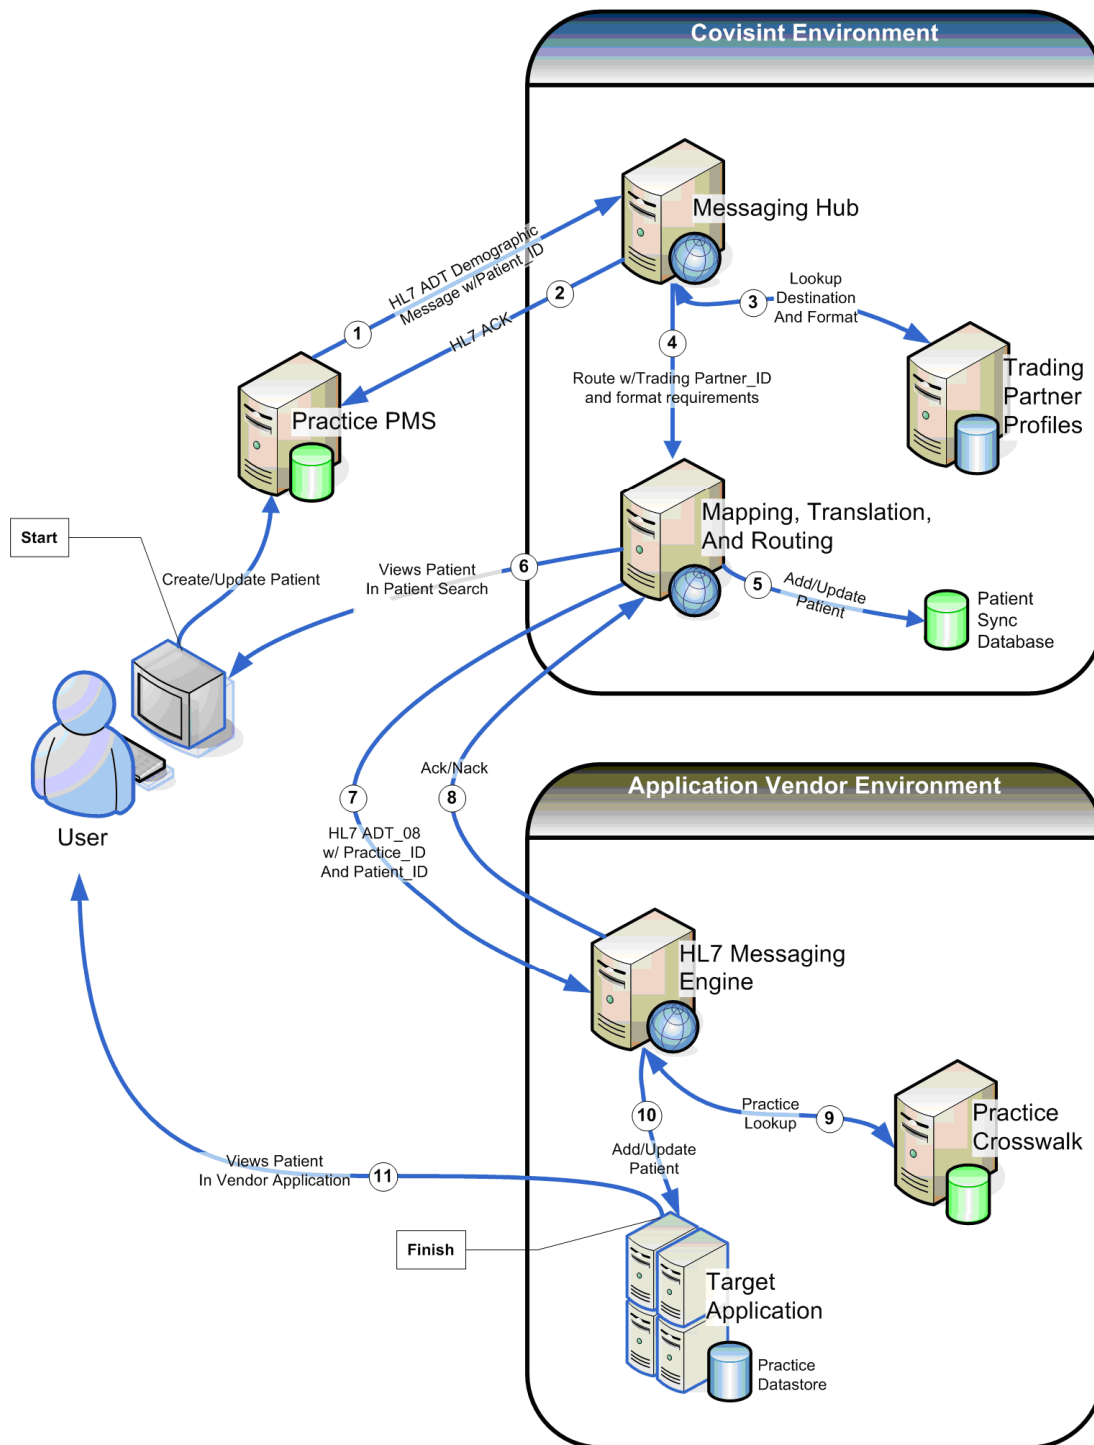 Covisint Environment
Messaging Hub
HL7 ADT Demographic
Message w/Patient_ID
1
2
HL7 ACK
3
Lookup
Destination
And Format
4
Route w/Trading Partner_ID
and format requirements
Trading
Partner
Profiles
Practice PMS
Start
Create/Update Patient
Mapping, Translation,
And Routing
6
Views Patient
In Patient Search
5
Add/Update
Patient
Patient
Sync
Database
User
Application Vendor Environment
Ack/Nack
7
8
HL7 ADT_08
w/ Practice_ID
And Patient_ID
HL7 Messaging
Engine
10
Add/Update
Patient
Practice
Lookup
9
Practice
Crosswalk
Views Patient
In Vendor Application
11
Finish
Target
Application
Practice
Datastore